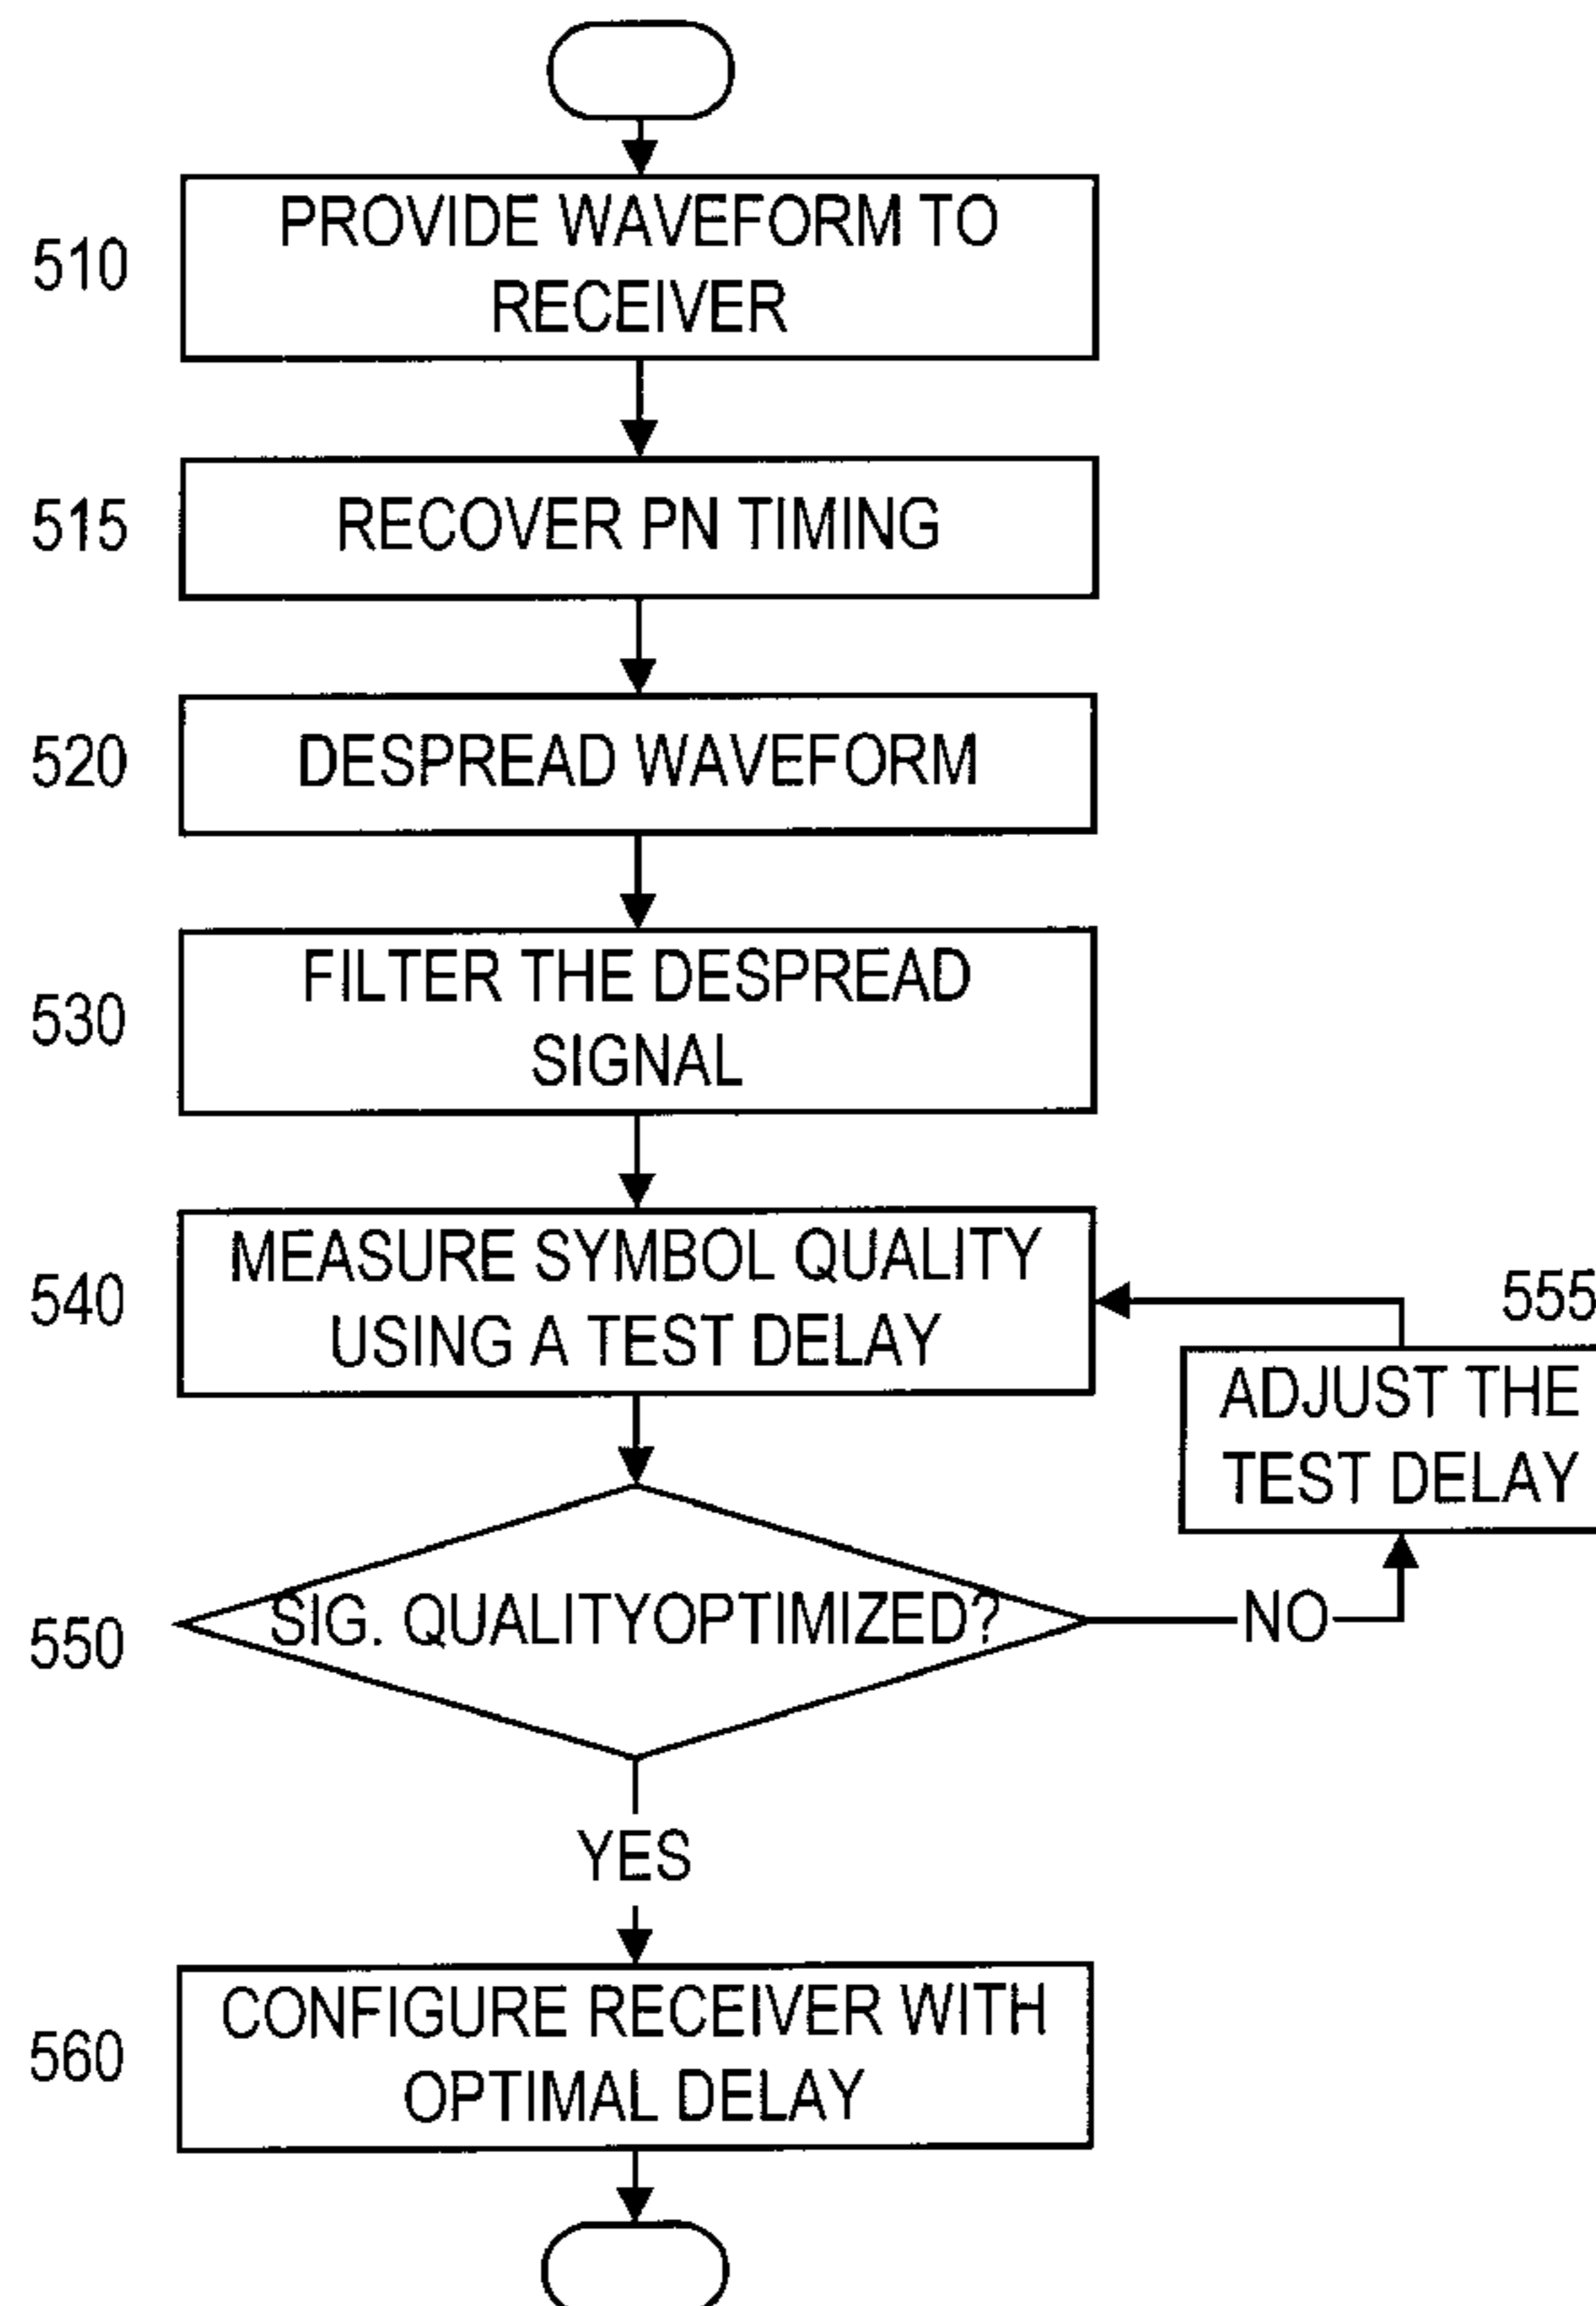 510
PROVIDE WAVEFORM TO
RECEIVER
515
RECOVER PN TIMING
520
DESPREAD WAVEFORM
530
FILTER THE DESPREAD
SIGNAL
540
MEASURE SYMBOL QUALITY
USING A TEST DELAY
555
ADJUST THE
TEST DELAY
550
SIG. QUALITYOPTIMIZED?
NO
YES
560
CONFIGURE RECEIVER WITH
OPTIMAL DELAY